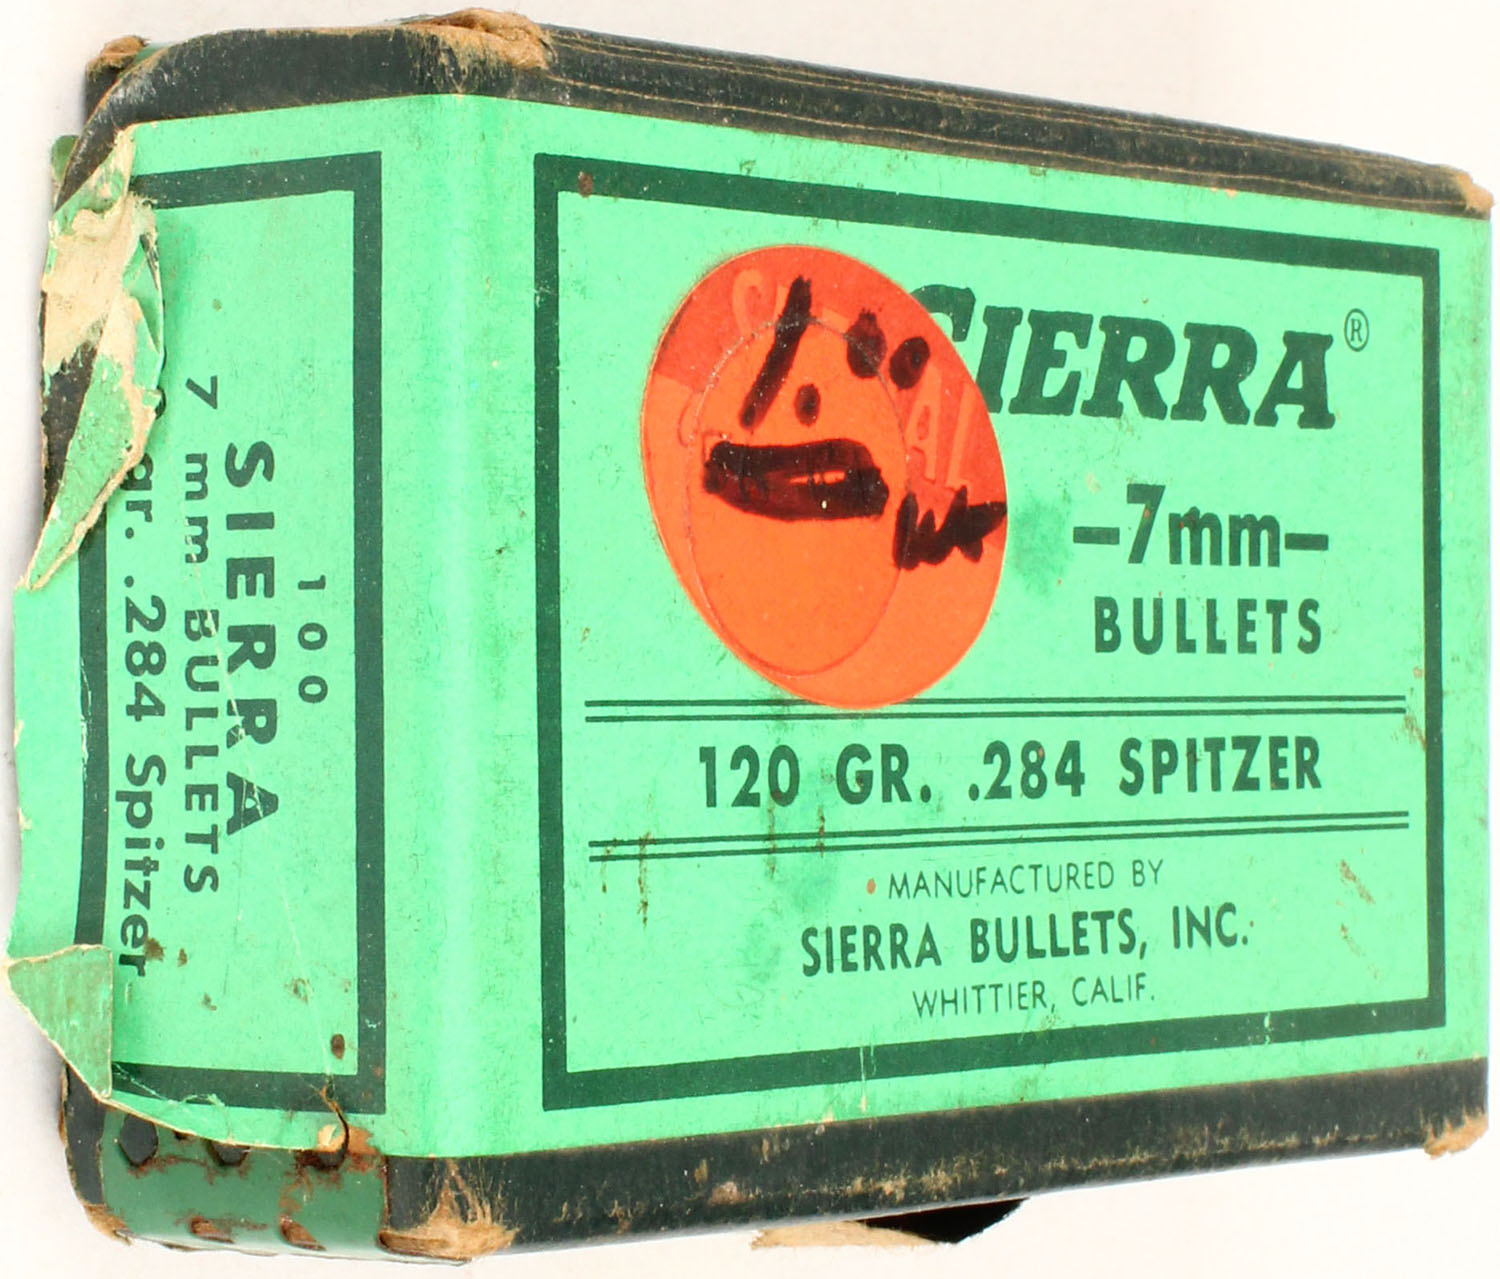 SIERRA®
–7mm–
BULLETS
120 GR. .284 SPITZER
MANUFACTURED BY
SIERRA BULLETS, INC.
WHITTIER, CALIF.
100
SIERRA
7 mm BULLETS
gr. .284 Spitzer